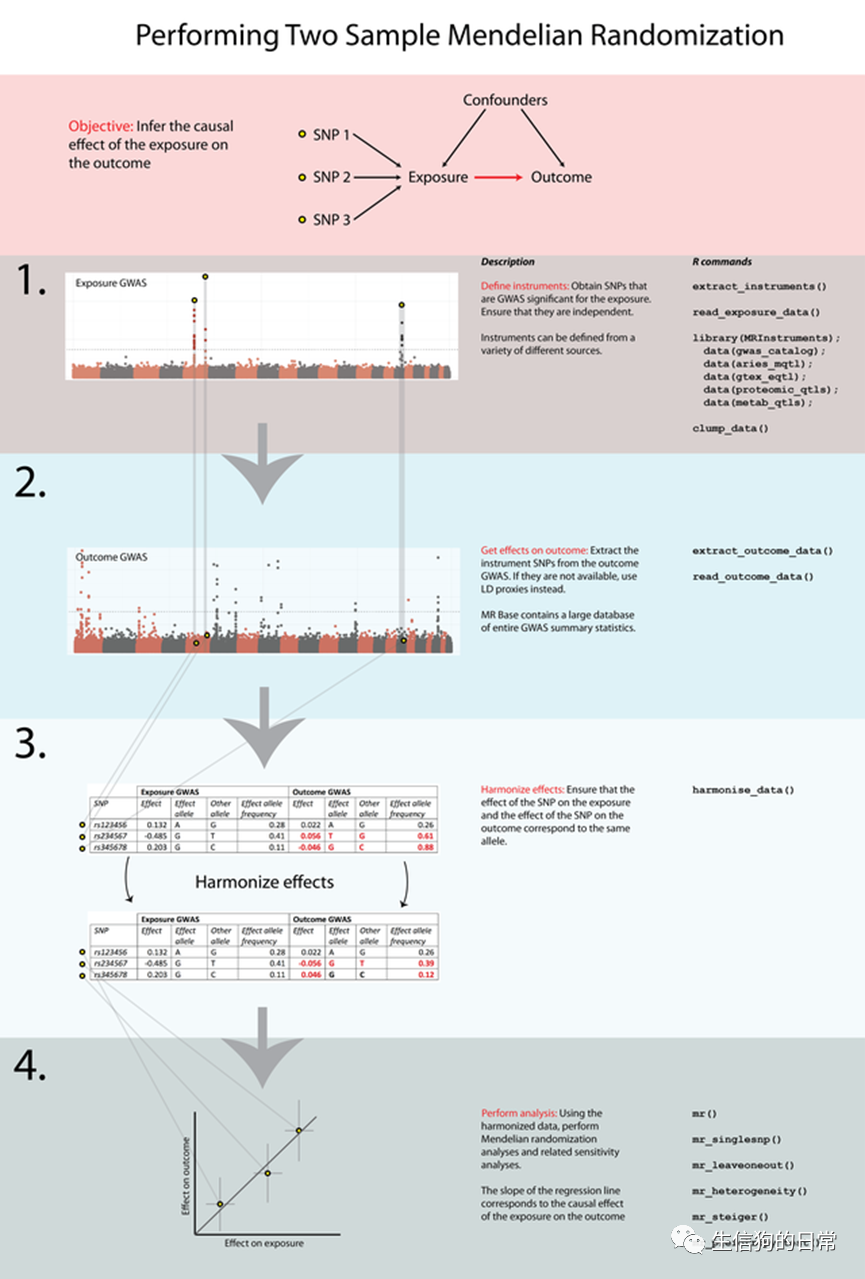 Performing Two Sample Mendelian Randomization
Objective: Infer the causal
effect of the exposure on
the outcome
Confounders
SNP 1
SNP 2
SNP 3
Exposure
Outcome
1.
Exposure GWAS
Description
Define instruments: Obtain SNPs that
are GWAS significant for the exposure.
Ensure that they are independent.
Instruments can be defined from a
variety of different sources.
R commands
extract_instruments()
read_exposure_data()
library(MRInstruments);
data(gwas_catalog);
data(aries_mqtl);
data(gtex_eqtl);
data(proteomic_qtls);
data(metab_qtls);
clump_data()
2.
Outcome GWAS
Get effects on outcome: Extract the
instrument SNPs from the outcome
GWAS. If they are not available, use
LD proxies instead.
MR Base contains a large database
of entire GWAS summary statistics.
extract_outcome_data()
read_outcome_data()
3.
Exposure GWAS Outcome GWAS
SNP Effect Effect allele Other allele Effect allele frequency Effect Effect allele Other allele Effect allele frequency
rs123456 0.132 A G 0.28 0.022 A G 0.26
rs234567 -0.485 G T 0.41 0.056 T G 0.61
rs345678 0.203 G C 0.11 -0.046 G C 0.88
Harmonize effects
Exposure GWAS Outcome GWAS
SNP Effect Effect allele Other allele Effect allele frequency Effect Effect allele Other allele Effect allele frequency
rs123456 0.132 A G 0.28 0.022 A G 0.26
rs234567 -0.485 G T 0.41 -0.056 G T 0.39
rs345678 0.203 G C 0.11 0.046 G C 0.12
Harmonize effects: Ensure that the
effect of the SNP on the exposure
and the effect of the SNP on the
outcome correspond to the same
allele.
harmonise_data()
4.
Effect on outcome
Effect on exposure
Perform analysis: Using the
harmonized data, perform
Mendelian randomization
analyses and related sensitivity
analyses.
The slope of the regression line
corresponds to the causal effect
of the exposure on the outcome
mr()
mr_singlesnp()
mr_leaveoneout()
mr_heterogeneity()
mr_steiger()
生信狗的日常